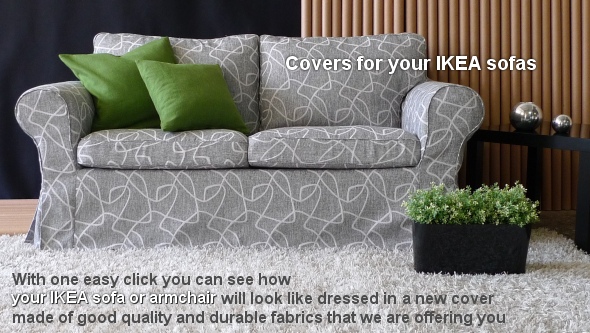 Covers for your IKEA sofas
With one easy click you can see how
your IKEA sofa or armchair will look like dressed in a new cover
made of good quality and durable fabrics that we are offering you